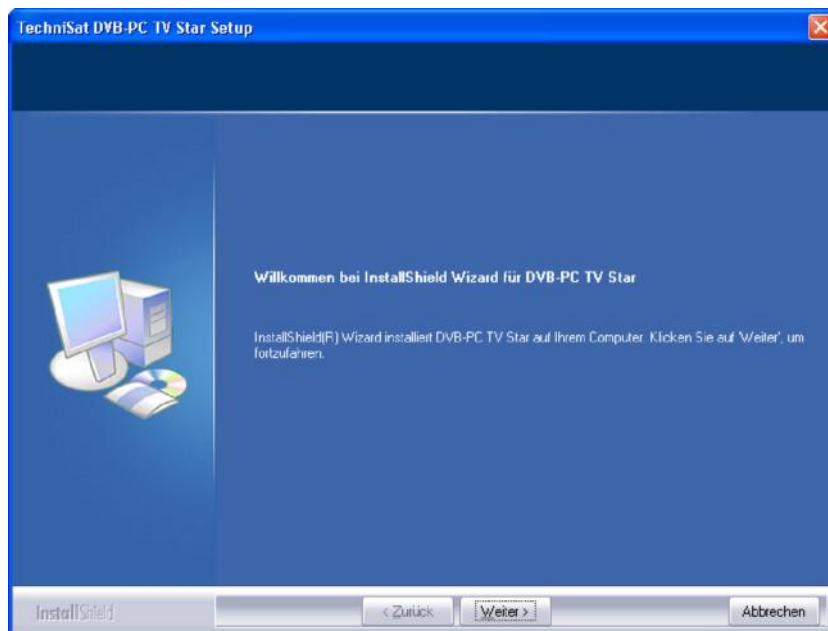 TechniSat DVB-PC TV Star Setup
Willkommen bei InstallShield Wizard für DVB-PC TV Star
InstallShield(R) Wizard installiert DVB-PC TV Star auf Ihrem Computer. Klicken Sie auf 'Weiter', um
fortzufahren.
InstallShield
< Zurück
Weiter >
Abbrechen